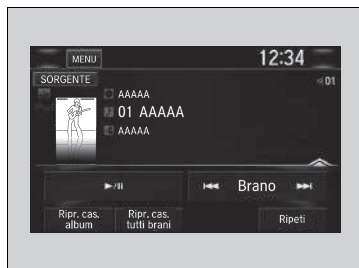 MENU 12:34
SORGENTE 01
AAAAA
01 AAAAA
AAAAA
Brano
Ripr. cas. album
Ripr. cas. tutti brani
Ripeti